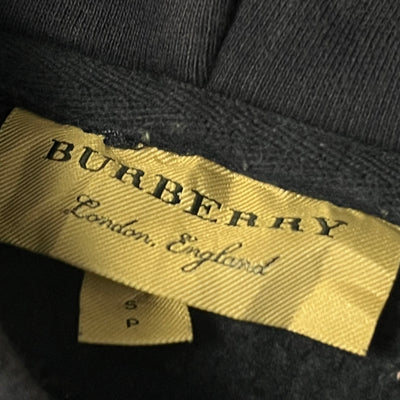 BURBERRY
London, England
S
P